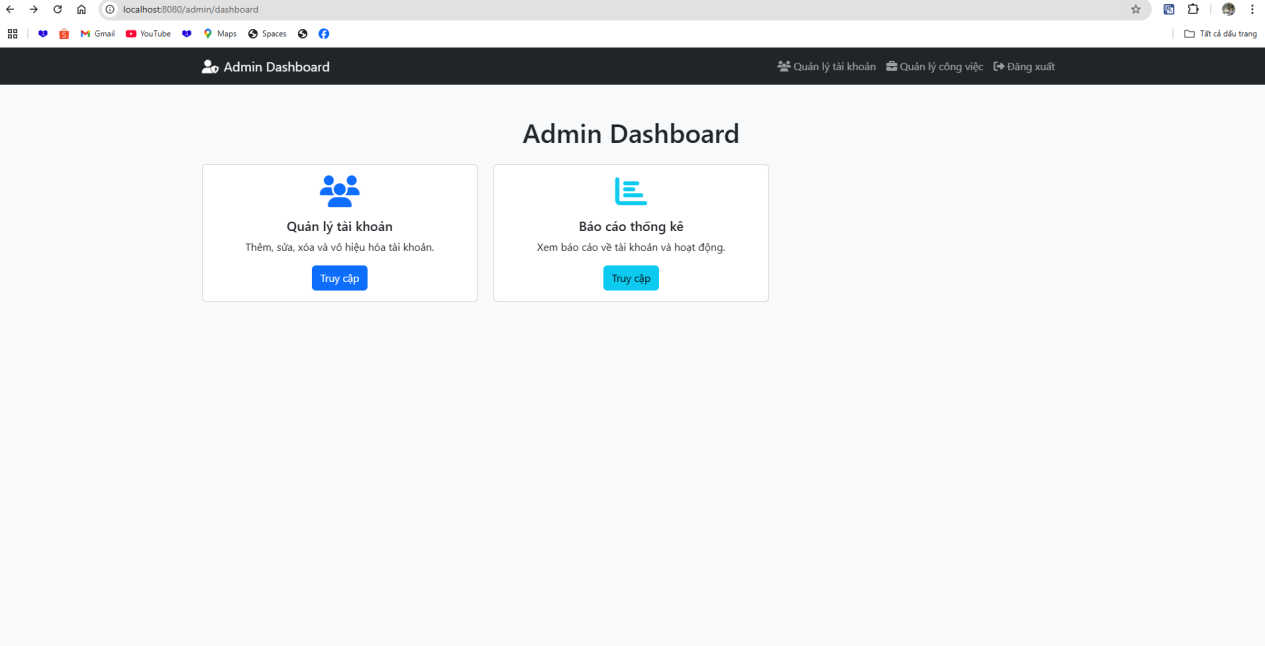 localhost:8080/admin/dashboard
Gmail YouTube Maps Spaces Tất cả dấu trang
Admin Dashboard Quản lý tài khoản Quản lý công việc Đăng xuất
Admin Dashboard
Quản lý tài khoản
Thêm, sửa, xóa và vô hiệu hóa tài khoản.
Truy cập
Báo cáo thống kê
Xem báo cáo về tài khoản và hoạt động.
Truy cập